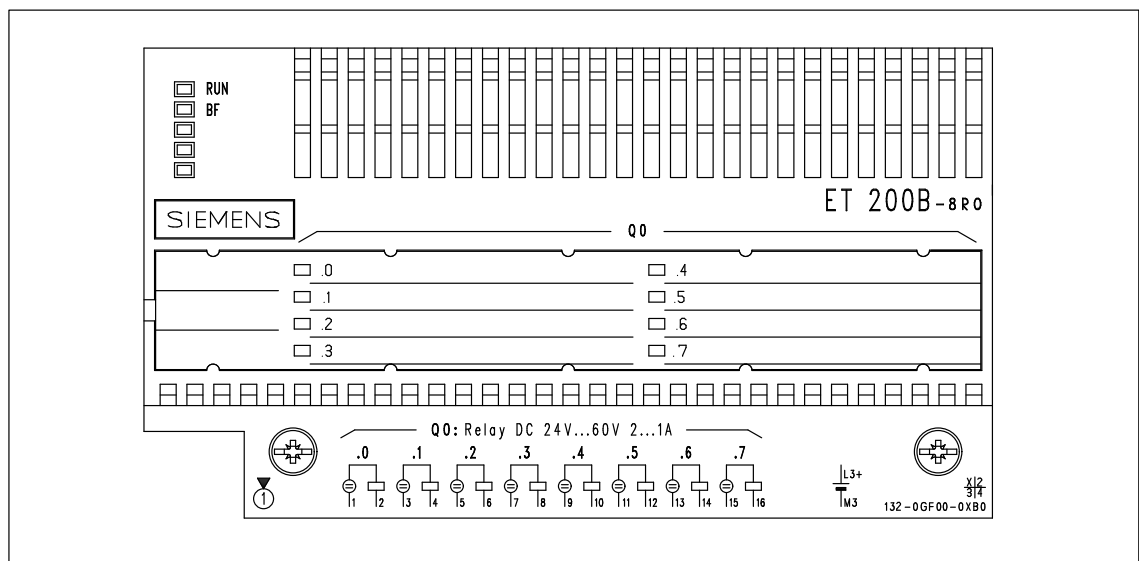 RUN
BF
ET 200B-8RO
SIEMENS
Q0
.0 .4
.1 .5
.2 .6
.3 .7
Q0: Relay DC 24V...60V 2...1A
.0 .1 .2 .3 .4 .5 .6 .7
L3+
1 2 3 4 5 6 7 8 9 10 11 12 13 14 15 16
M3
X 2
3 4
1
132-0GF00-0XB0